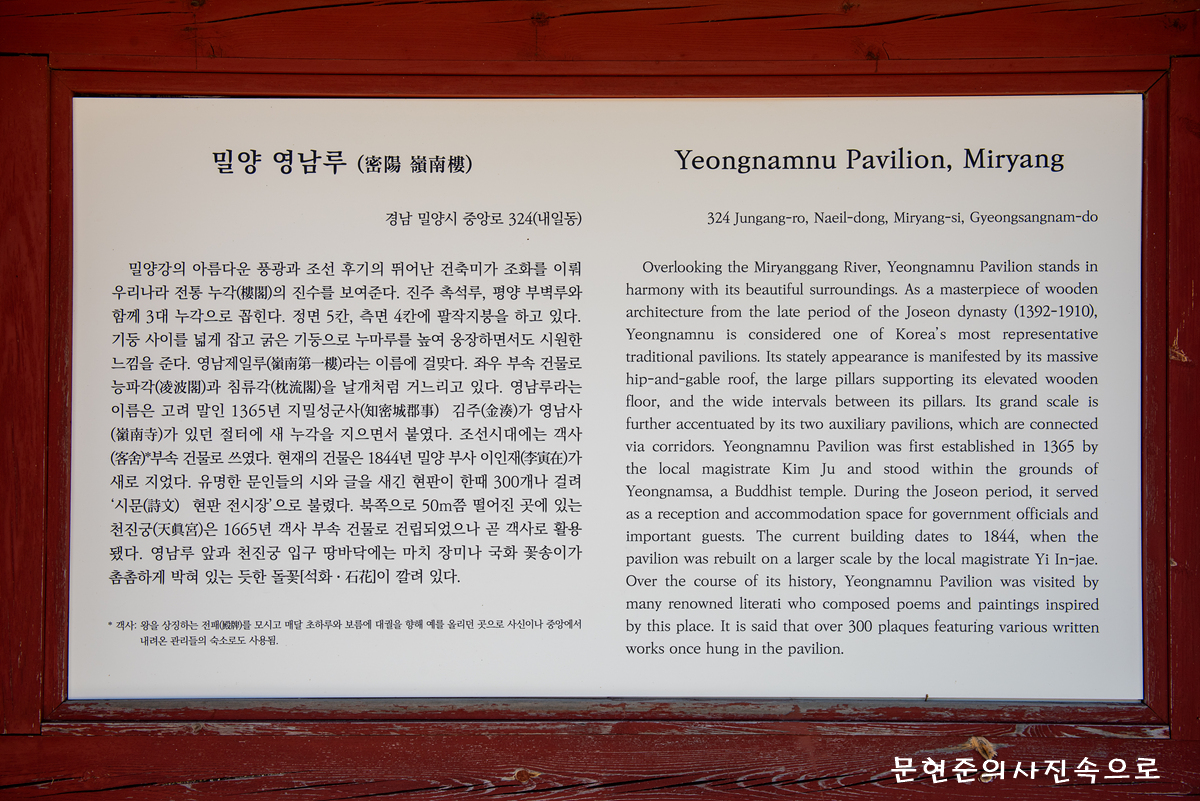 밀양 영남루 (密陽 嶺南樓)
경남 밀양시 중앙로 324(내일동)
밀양강의 아름다운 풍광과 조선 후기의 뛰어난 건축미가 조화를 이뤄
우리나라 전통 누각(樓閣)의 진수를 보여준다. 진주 촉석루, 평양 부벽루와
함께 3대 누각으로 꼽힌다. 정면 5칸, 측면 4칸에 팔작지붕을 하고 있다.
기둥 사이를 넓게 잡고 굵은 기둥으로 누마루를 높여 웅장하면서도 시원한
느낌을 준다. 영남제일루(嶺南第一樓)라는 이름에 걸맞다. 좌우 부속 건물로
능파각(凌波閣)과 침류각(枕流閣)을 날개처럼 거느리고 있다. 영남루라는
이름은 고려 말인 1365년 지밀성군사(知密城郡事) 김주(金湊)가 영남사
(嶺南寺)가 있던 절터에 새 누각을 지으면서 붙였다. 조선시대에는 객사
(客舍)*부속 건물로 쓰였다. 현재의 건물은 1844년 밀양 부사 이인재(李寅在)가
새로 지었다. 유명한 문인들의 시와 글을 새긴 현판이 한때 300개나 걸려
‘시문(詩文) 현판 전시장’으로 불렸다. 북쪽으로 50m쯤 떨어진 곳에 있는
천진궁(天眞宮)은 1665년 객사 부속 건물로 건립되었으나 곧 객사로 활용
됐다. 영남루 앞과 천진궁 입구 땅바닥에는 마치 장미나 국화 꽃송이가
촘촘하게 박혀 있는 듯한 돌꽃[석화 · 石花]이 깔려 있다.
* 객사: 왕을 상징하는 전패(殿牌)를 모시고 매달 초하루와 보름에 대궐을 향해 예를 올리던 곳으로 사신이나 중앙에서
내려온 관리들의 숙소로도 사용됨.
Yeongnamnu Pavilion, Miryang
324 Jungang-ro, Naeil-dong, Miryang-si, Gyeongsangnam-do
Overlooking the Miryanggang River, Yeongnamnu Pavilion stands in
harmony with its beautiful surroundings. As a masterpiece of wooden
architecture from the late period of the Joseon dynasty (1392-1910),
Yeongnamnu is considered one of Korea's most representative
traditional pavilions. Its stately appearance is manifested by its massive
hip-and-gable roof, the large pillars supporting its elevated wooden
floor, and the wide intervals between its pillars. Its grand scale is
further accentuated by its two auxiliary pavilions, which are connected
via corridors. Yeongnamnu Pavilion was first established in 1365 by
the local magistrate Kim Ju and stood within the grounds of
Yeongnamsa, a Buddhist temple. During the Joseon period, it served
as a reception and accommodation space for government officials and
important guests. The current building dates to 1844, when the
pavilion was rebuilt on a larger scale by the local magistrate Yi In-jae.
Over the course of its history, Yeongnamnu Pavilion was visited by
many renowned literati who composed poems and paintings inspired
by this place. It is said that over 300 plaques featuring various written
works once hung in the pavilion.
문현준의사진속으로